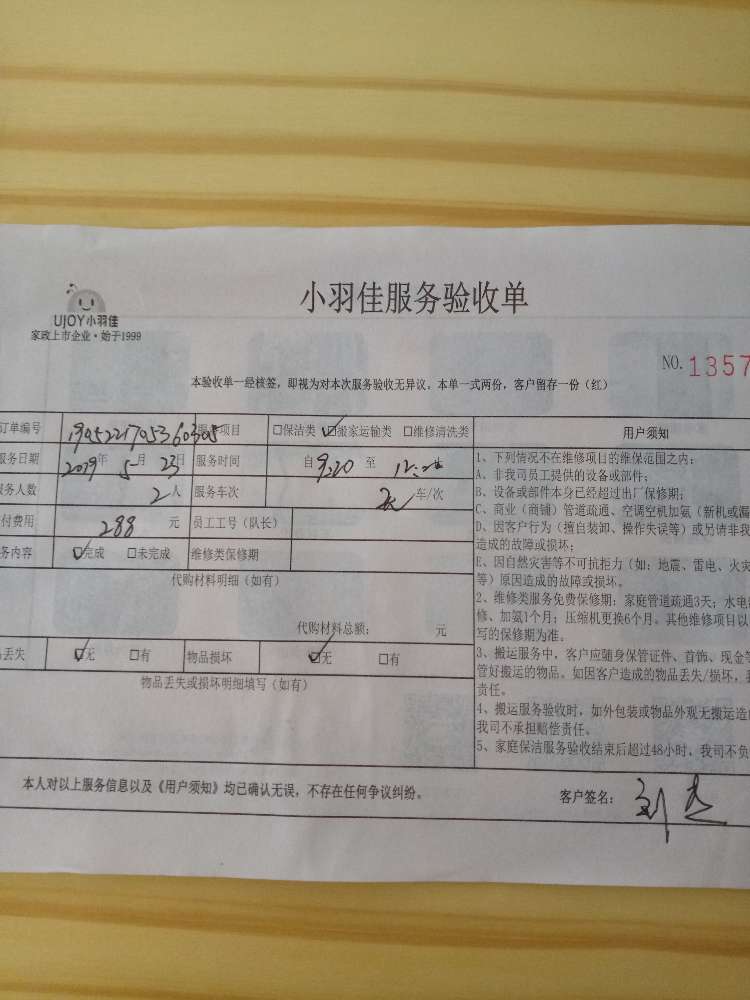 UJOY小羽佳
家政上市企业·始于1999
小羽佳服务验收单
NO. 1357
本验收单一经核签，即视为对本次服务验收无异议。本单一式两份，客户留存一份（红）
订单编号 190522170536 服务项目 □保洁类 ☑搬家运输类 □维修清洗类
服务日期 2019年 5月 23日 服务时间 自9:20 至
服务人数 2人 服务车次 车/次
付费用 288 元 员工工号（队长）
务内容 ☑完成 □未完成 维修类保修期
代购材料明细（如有）
代购材料总额： 元
品丢失 ☑无 □有 物品损坏 ☑无 □有
物品丢失或损坏明细填写（如有）
用户须知
1、下列情况不在维修项目的维保范围之内：
A、非我司员工提供的设备或部件；
B、设备或部件本身已经超过出厂保修期；
C、商业（商铺）管道疏通、空调空机加氨（新机或漏
D、因客户行为（擅自装卸、操作失误等）或另请非我
造成的故障或损坏；
E、因自然灾害等不可抗拒力（如：地震、雷电、火灾
等）原因造成的故障或损坏。
2、维修类服务免费保修期：家庭管道疏通3天；水电
修、加氨1个月；压缩机更换6个月。其他维修项目以
写的保修期为准。
3、搬运服务中，客户应随身保管证件、首饰、现金等
管好搬运的物品。如因客户造成的物品丢失/损坏，
责任。
4、搬运服务验收时，如外包装或物品外观无搬运造
我司不承担赔偿责任。
5、家庭保洁服务验收结束后超过48小时，我司不负
本人对以上服务信息以及《用户须知》均已确认无误，不存在任何争议纠纷。
客户签名：